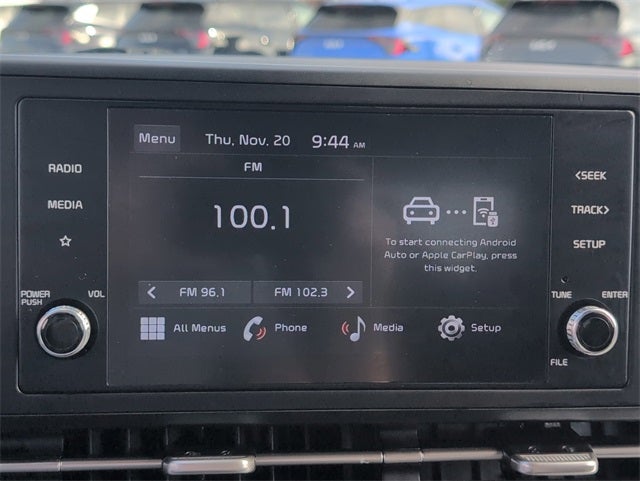 Menu Thu, Nov. 20 9:44 AM
FM
100.1
< FM 96.1 FM 102.3 >
To start connecting Android
Auto or Apple CarPlay, press
this widget.
All Menus Phone Media Setup
RADIO
MEDIA
POWER
PUSH
VOL
<SEEK
TRACK>
SETUP
TUNE ENTER
FILE